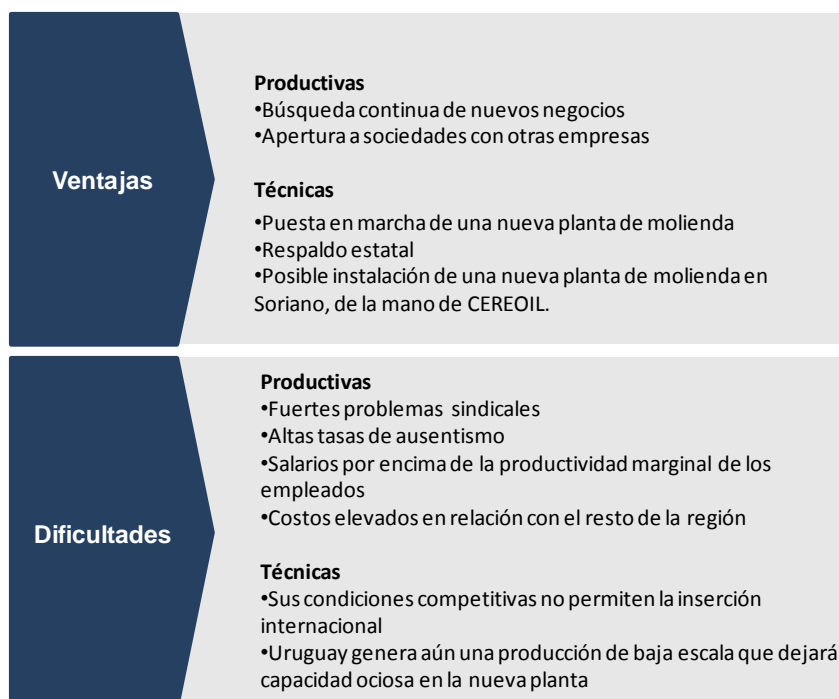 Ventajas
Productivas
•Búsqueda continua de nuevos negocios
•Apertura a sociedades con otras empresas
Técnicas
•Puesta en marcha de una nueva planta de molienda
•Respaldo estatal
•Posible instalación de una nueva planta de molienda en
Soriano, de la mano de CEREOIL.
Dificultades
Productivas
•Fuertes problemas sindicales
•Altas tasas de ausentismo
•Salarios por encima de la productividad marginal de los
empleados
•Costos elevados en relación con el resto de la región
Técnicas
•Sus condiciones competitivas no permiten la inserción
internacional
•Uruguay genera aún una producción de baja escala que dejará
capacidad ociosa en la nueva planta